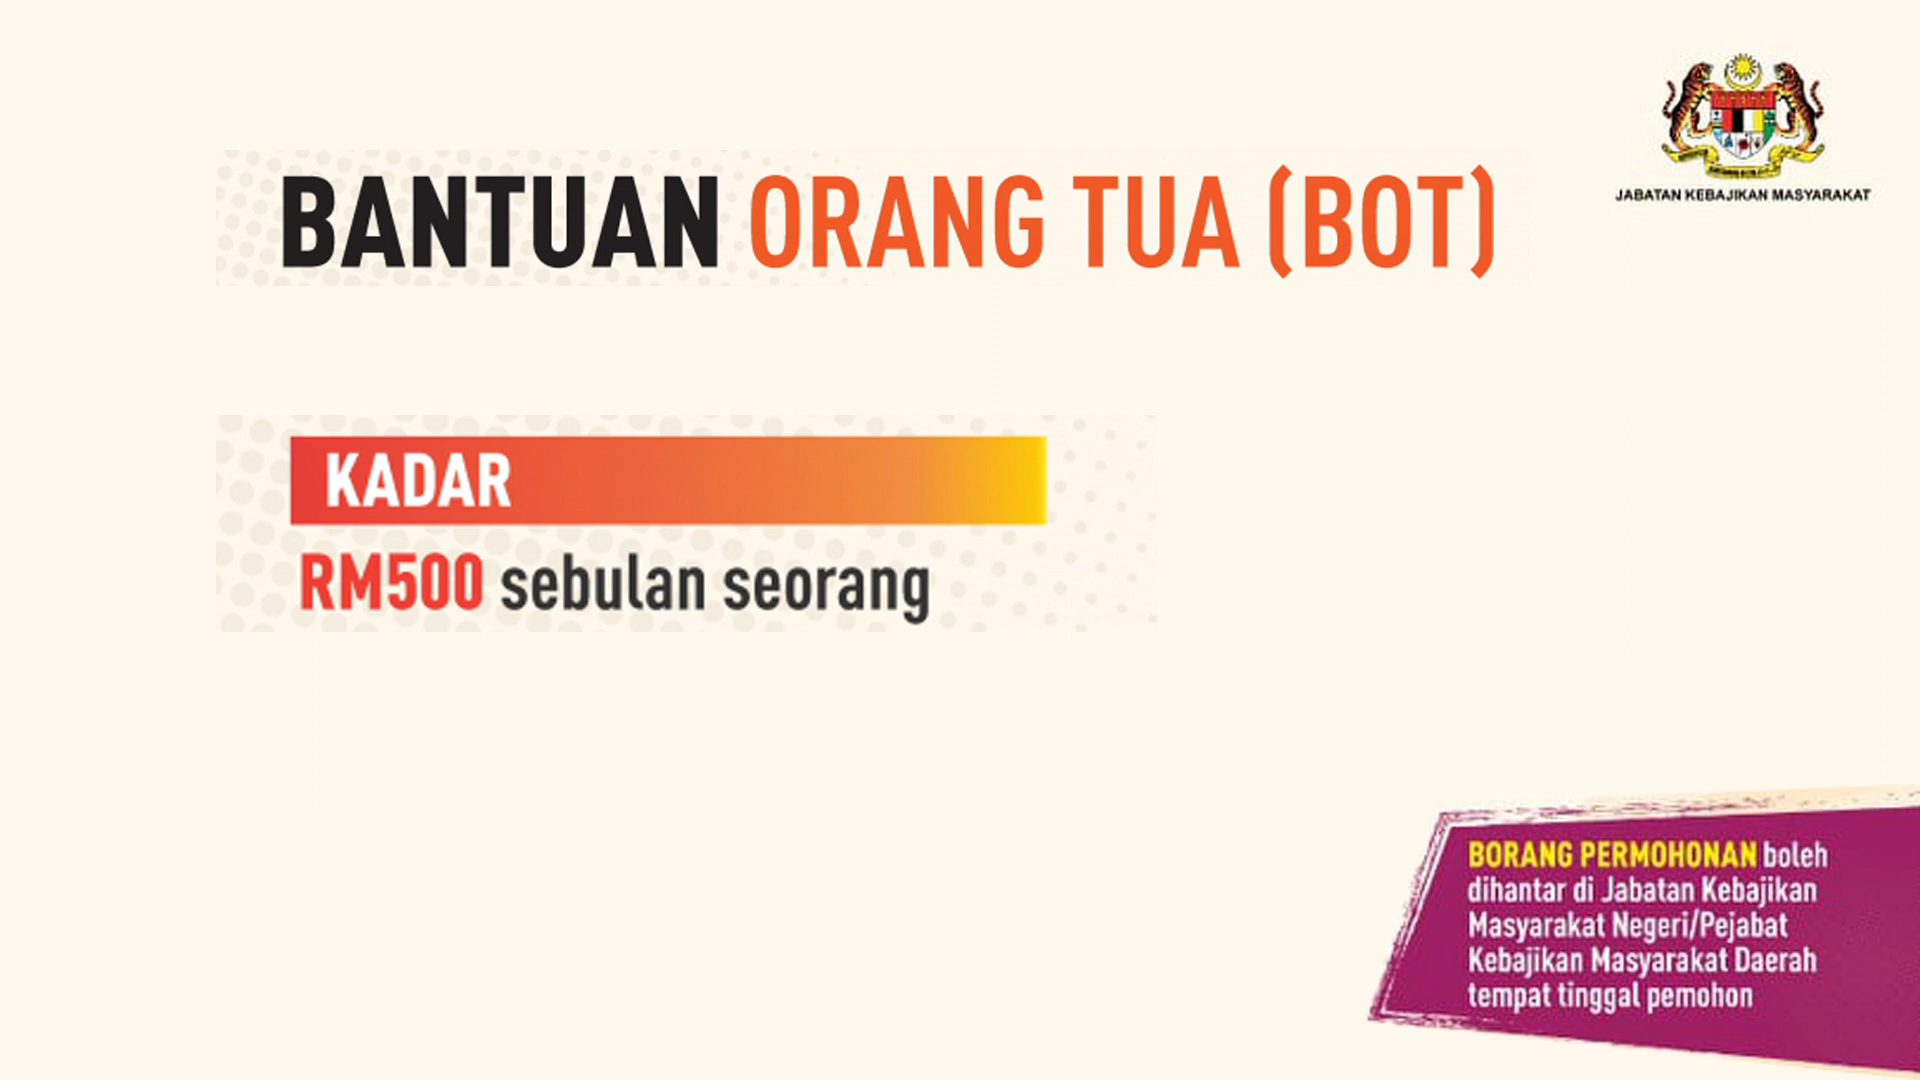 JABATAN KEBAJIKAN MASYARAKAT
BANTUAN ORANG TUA (BOT)
KADAR
RM500 sebulan seorang
BORANG PERMOHONAN boleh
dihantar di Jabatan Kebajikan
Masyarakat Negeri/Pejabat
Kebajikan Masyarakat Daerah
tempat tinggal pemohon